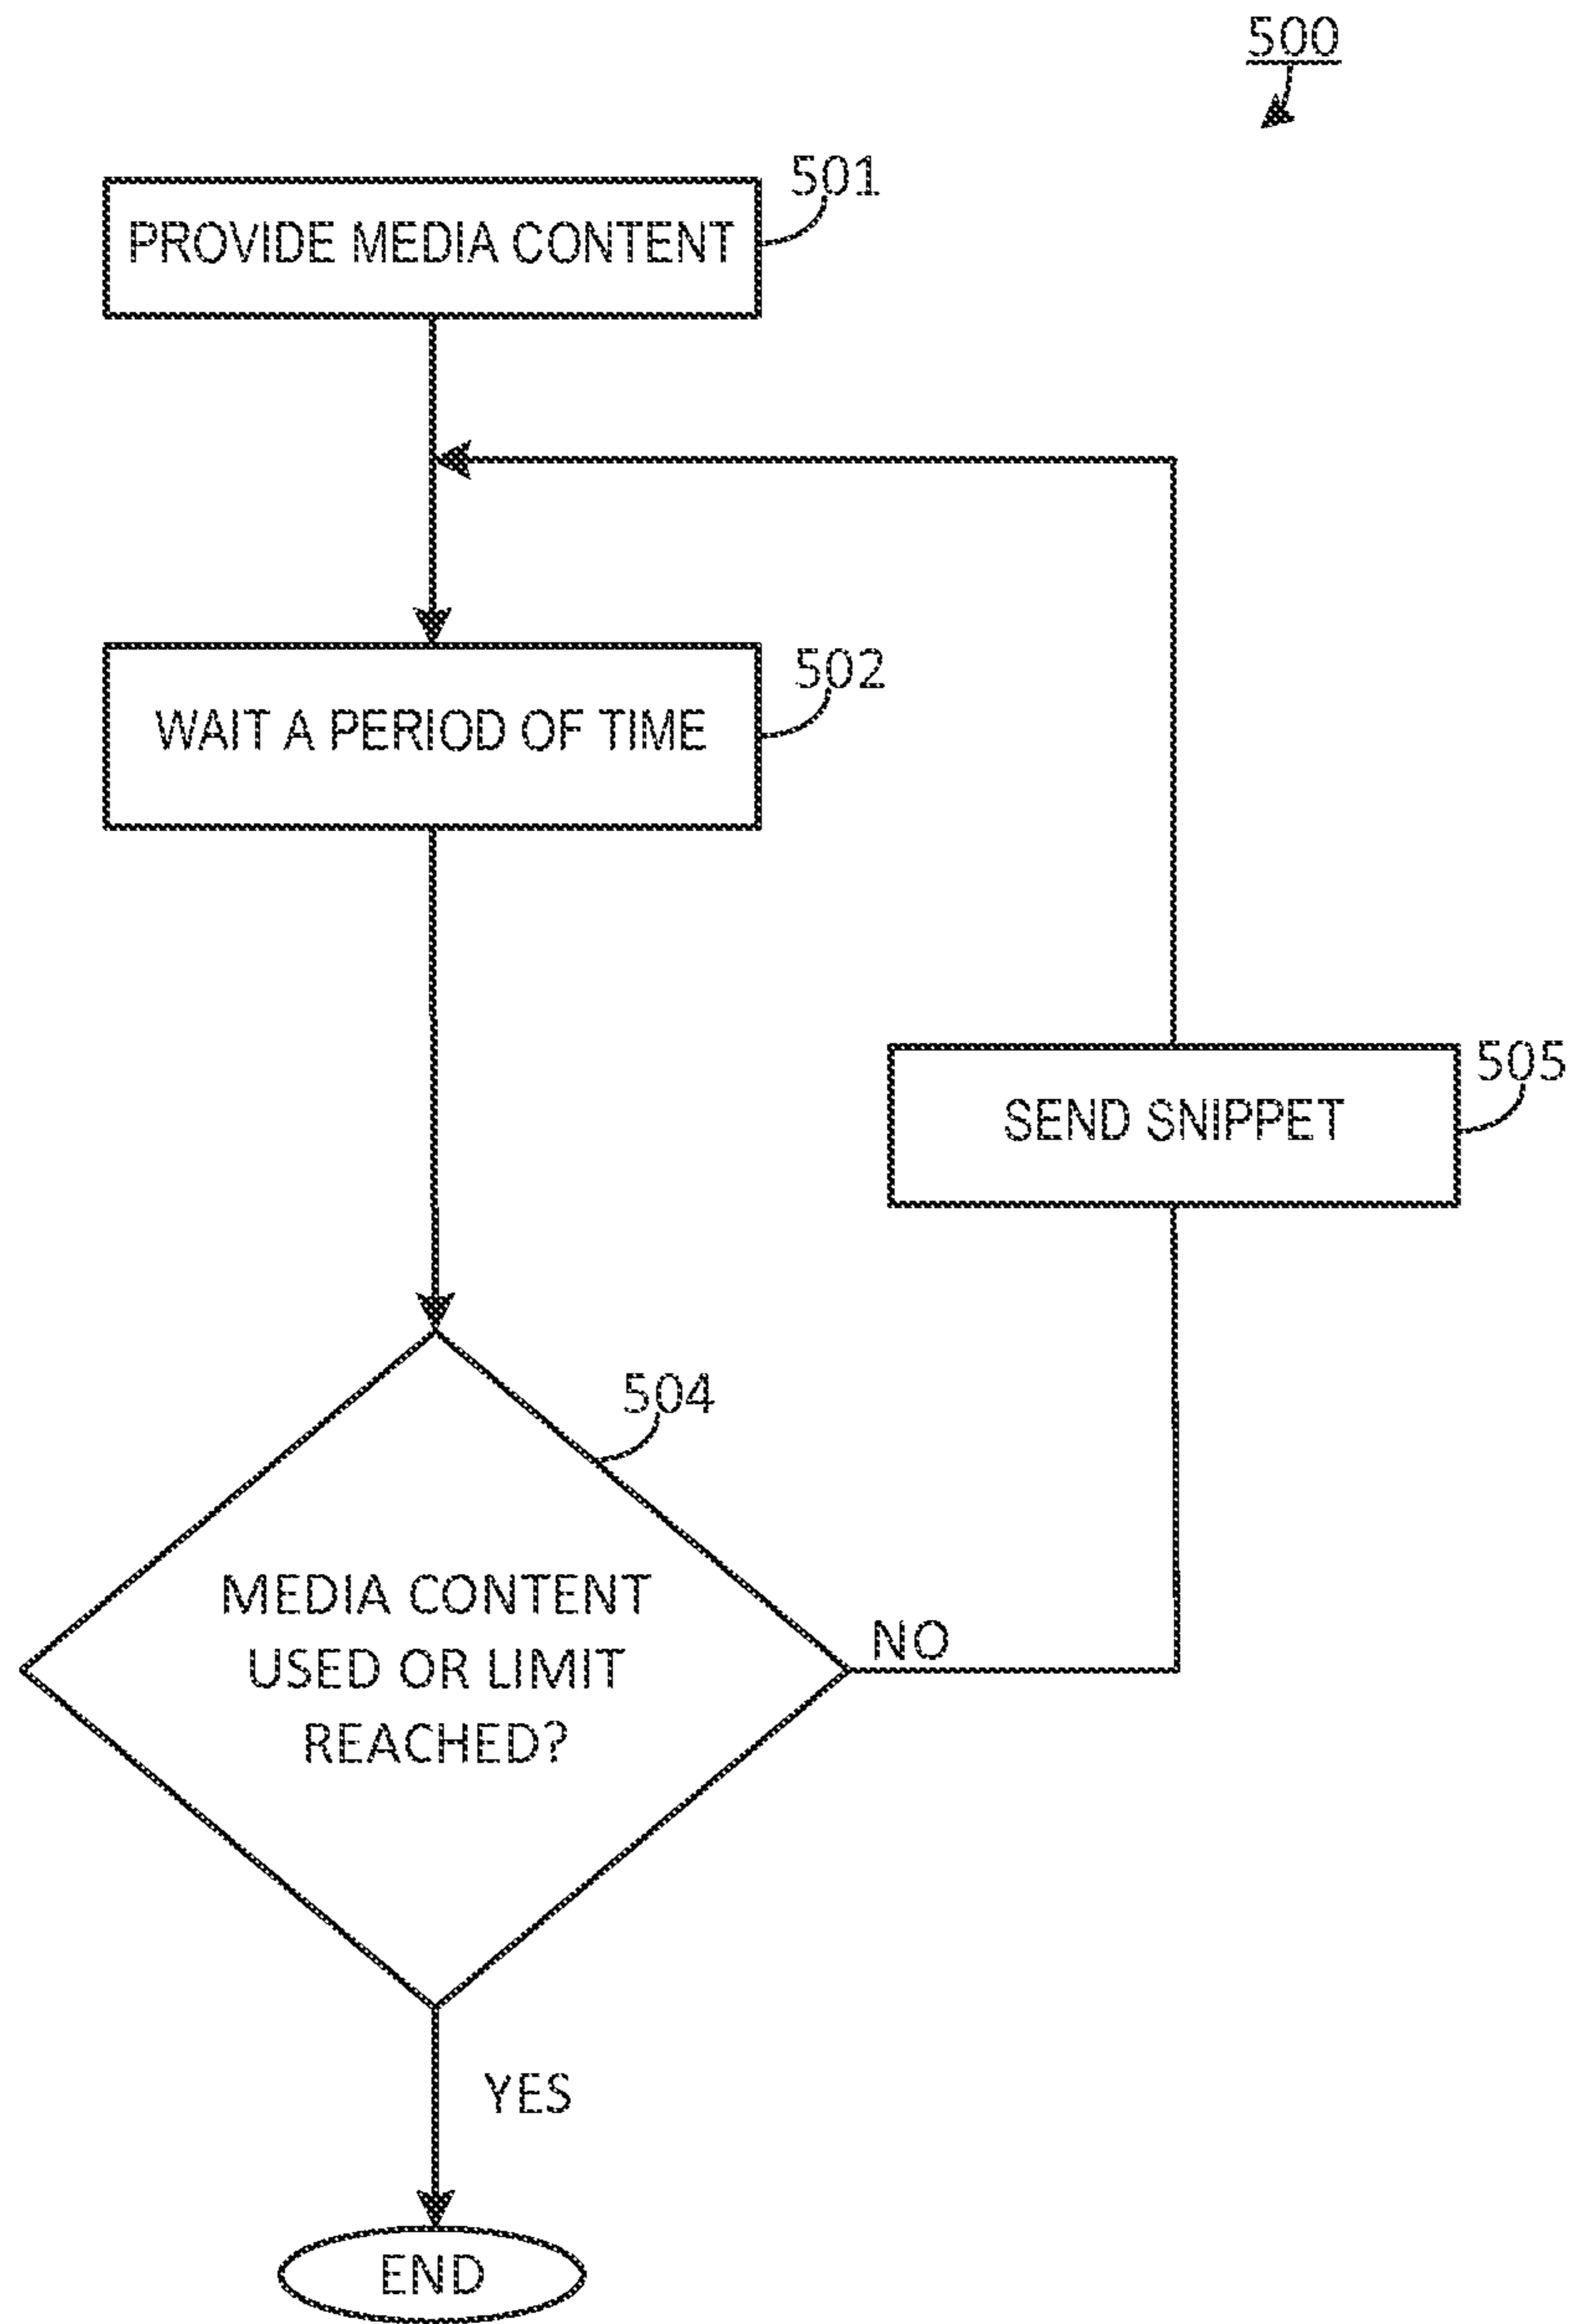 500
501
PROVIDE MEDIA CONTENT
502
WAIT A PERIOD OF TIME
505
SEND SNIPPET
504
MEDIA CONTENT
USED OR LIMIT
REACHED?
NO
YES
END